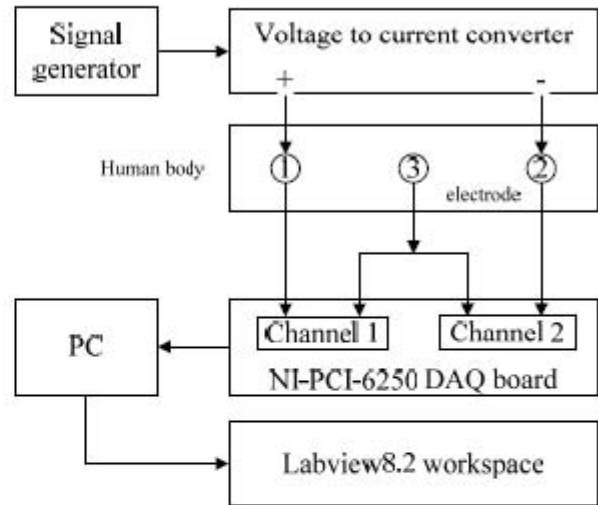 Signal
generator
Voltage to current converter
+
-
Human body
1
3
2
electrode
PC
Channel 1
Channel 2
NI-PCI-6250 DAQ board
Labview8.2 workspace